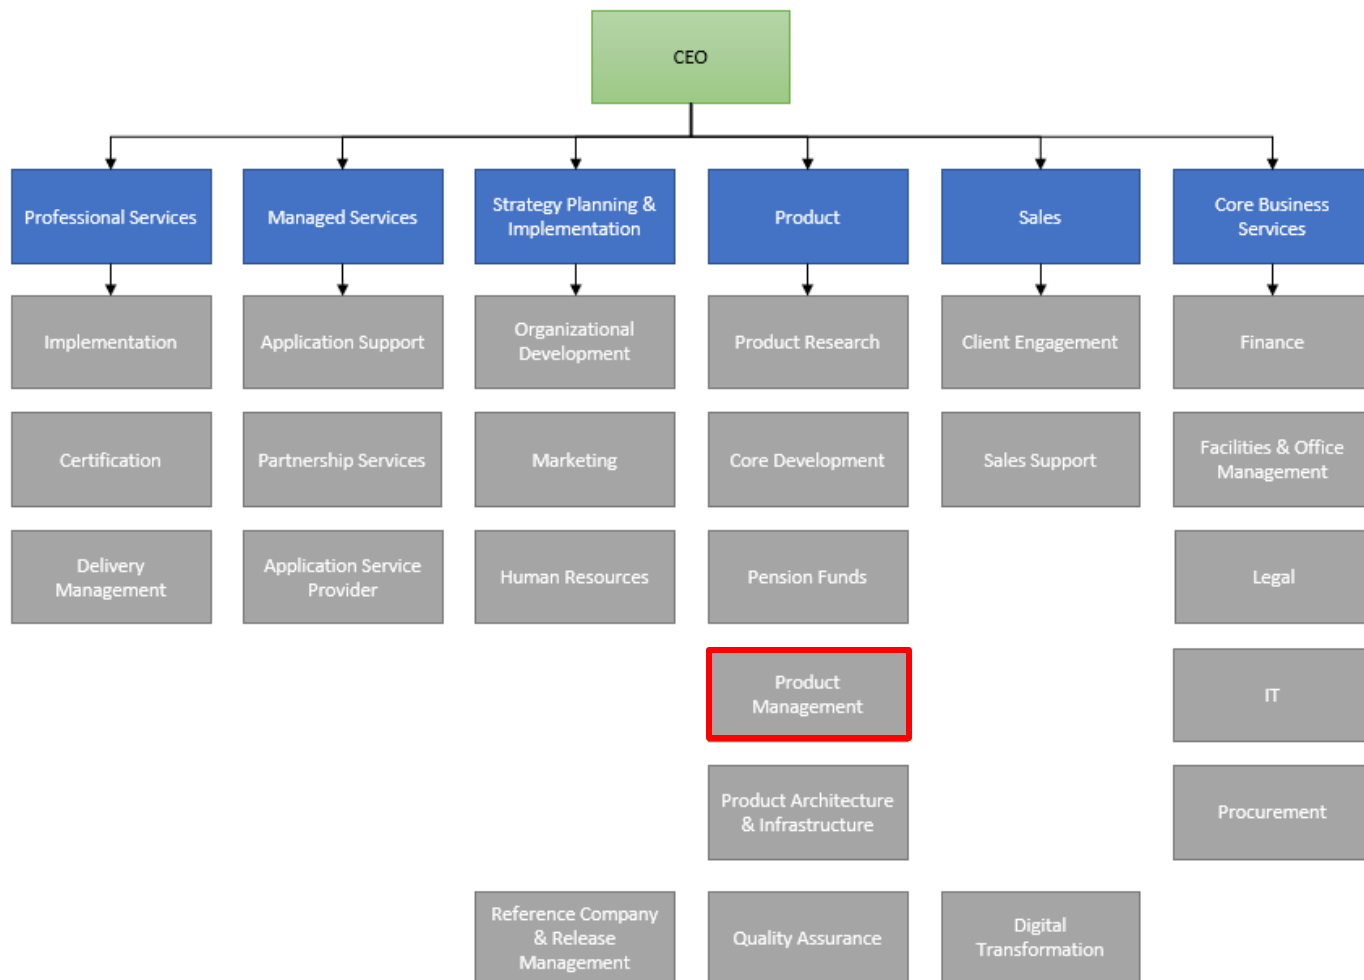 CEO
Professional Services
Managed Services
Strategy Planning &
Implementation
Product
Sales
Core Business
Services
Implementation
Application Support
Organizational
Development
Product Research
Client Engagement
Finance
Certification
Partnership Services
Marketing
Core Development
Sales Support
Facilities & Office
Management
Delivery
Management
Application Service
Provider
Human Resources
Pension Funds
Legal
Product
Management
IT
Product Architecture
& Infrastructure
Procurement
Reference Company
& Release
Management
Quality Assurance
Digital
Transformation